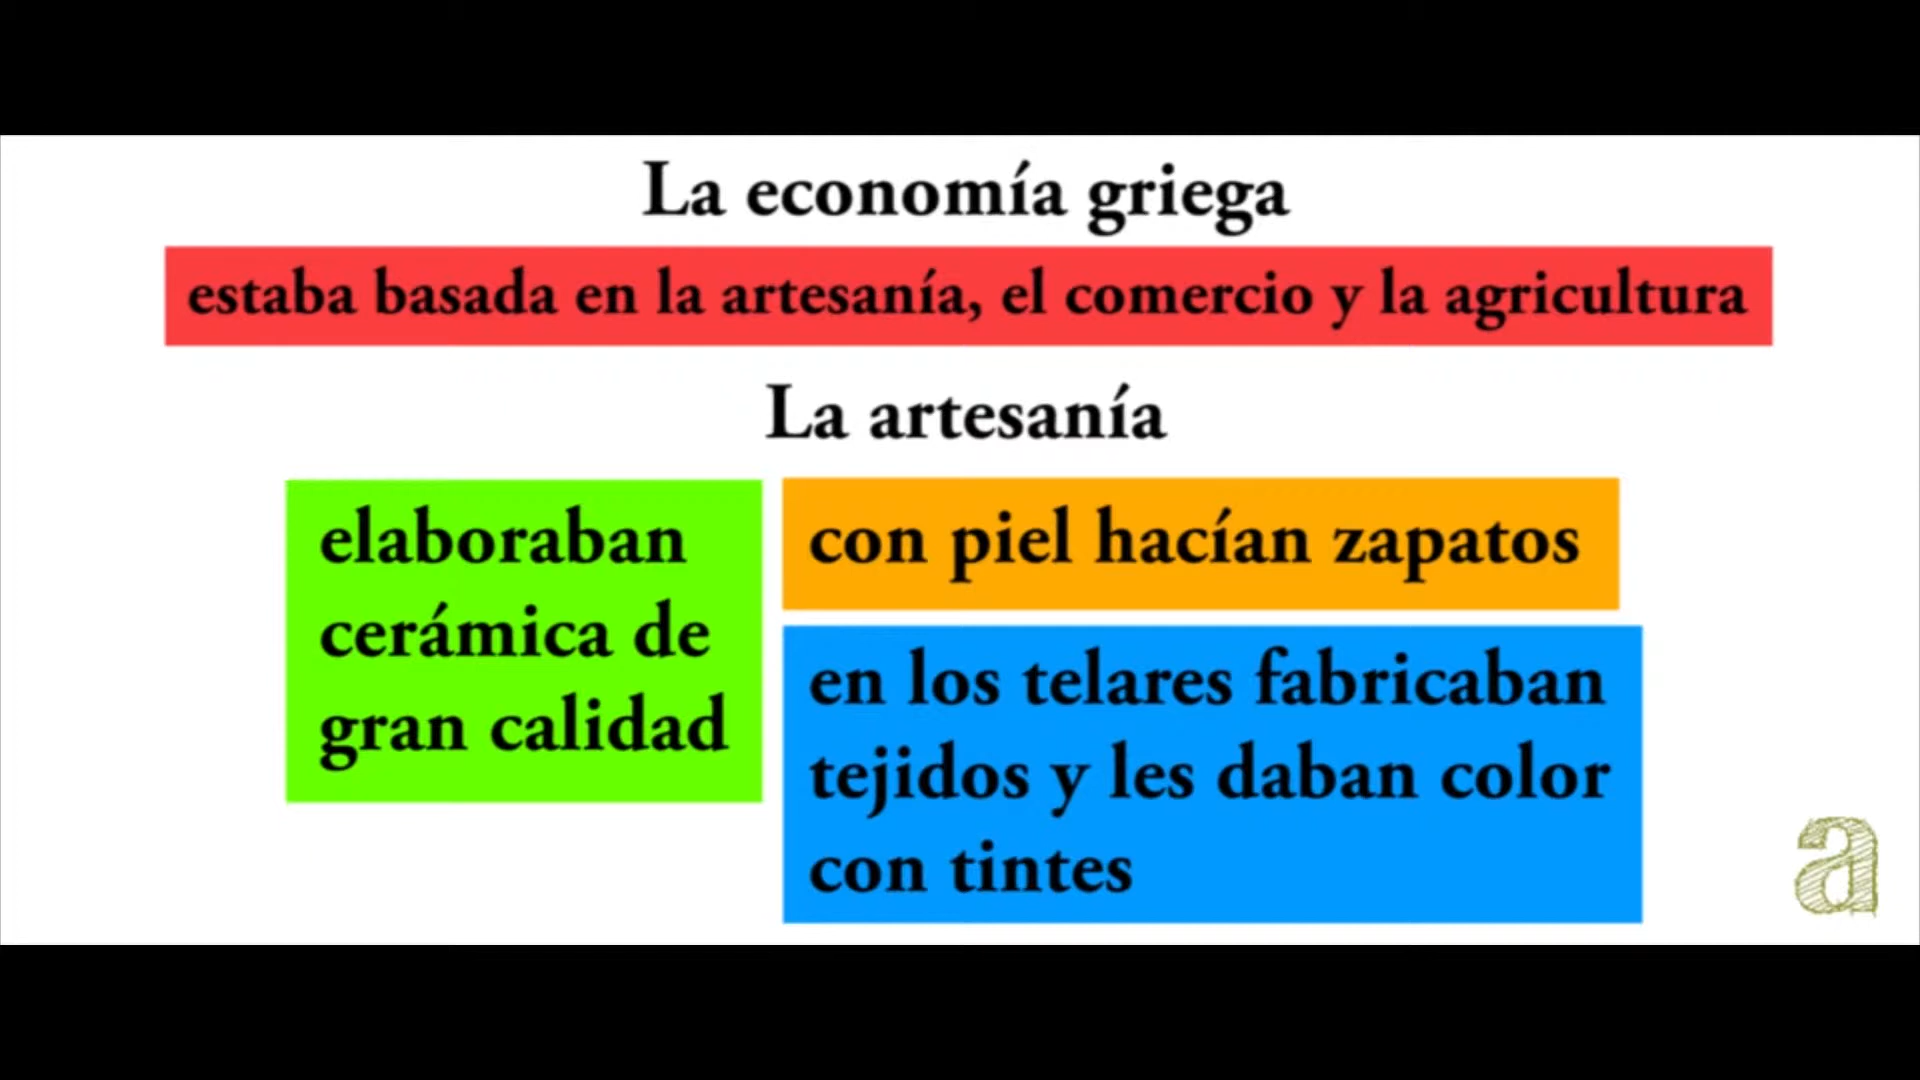 La economía griega
estaba basada en la artesanía, el comercio y la agricultura
La artesanía
elaboraban
cerámica de
gran calidad
con piel hacían zapatos
en los telares fabricaban
tejidos y les daban color
con tintes
a